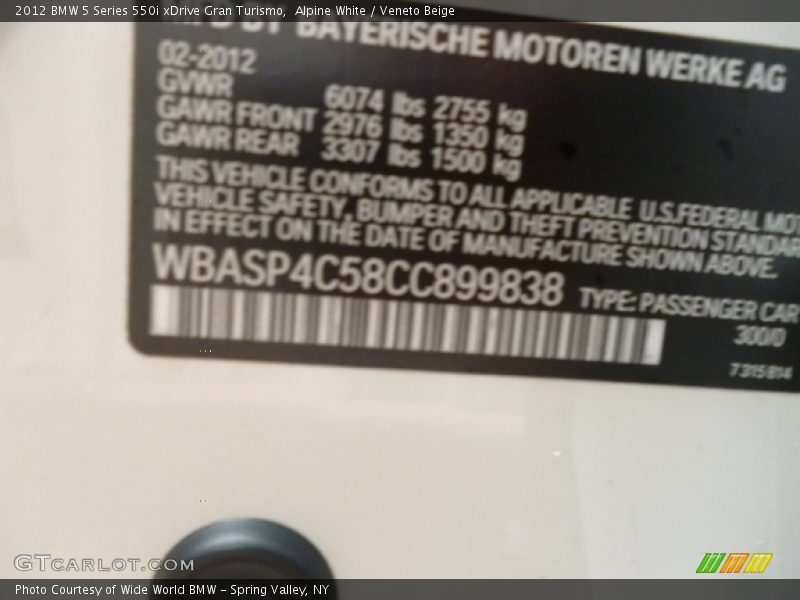 2012 BMW 5 Series 550i xDrive Gran Turismo,  Alpine White / Veneto Beige
BY BAYERISCHE MOTOREN WERKE AG
02-2012
GVWR 6074 lbs 2755 kg
GAWR FRONT 2976 lbs 1350 kg
GAWR REAR 3307 lbs 1500 kg
THIS VEHICLE CONFORMS TO ALL APPLICABLE U.S.FEDERAL
VEHICLE SAFETY, BUMPER AND THEFT PREVENTION
IN EFFECT ON THE DATE OF MANUFACTURE SHOWN ABOVE.
WBASP4C58CC899838 TYPE: PASSENGER CAR
300/0
7315814
GTcarlot.com
Photo Courtesy of Wide World BMW - Spring Valley, NY